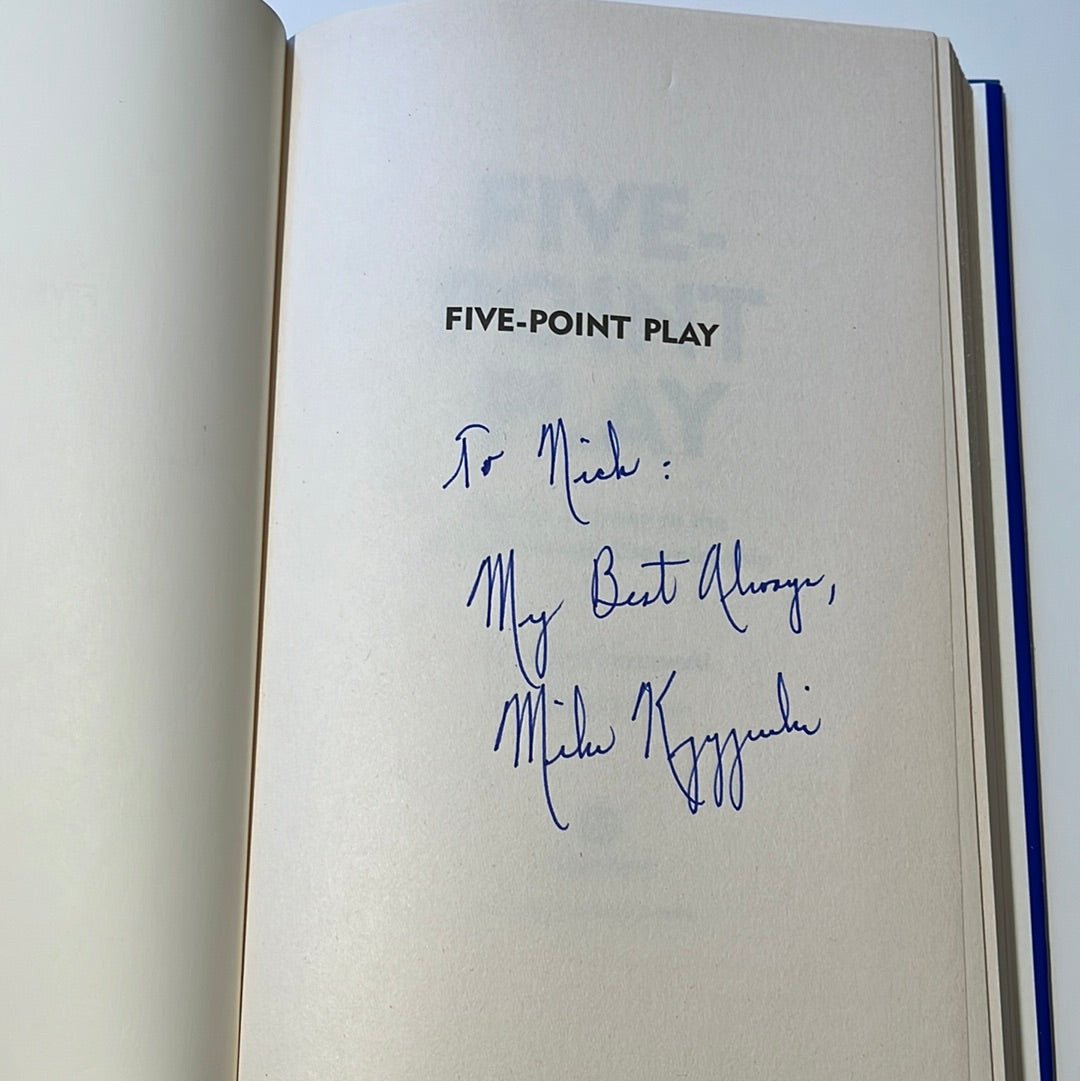 FIVE-POINT PLAY
To Nick:
My Best Always,
Mike Krzyzewski